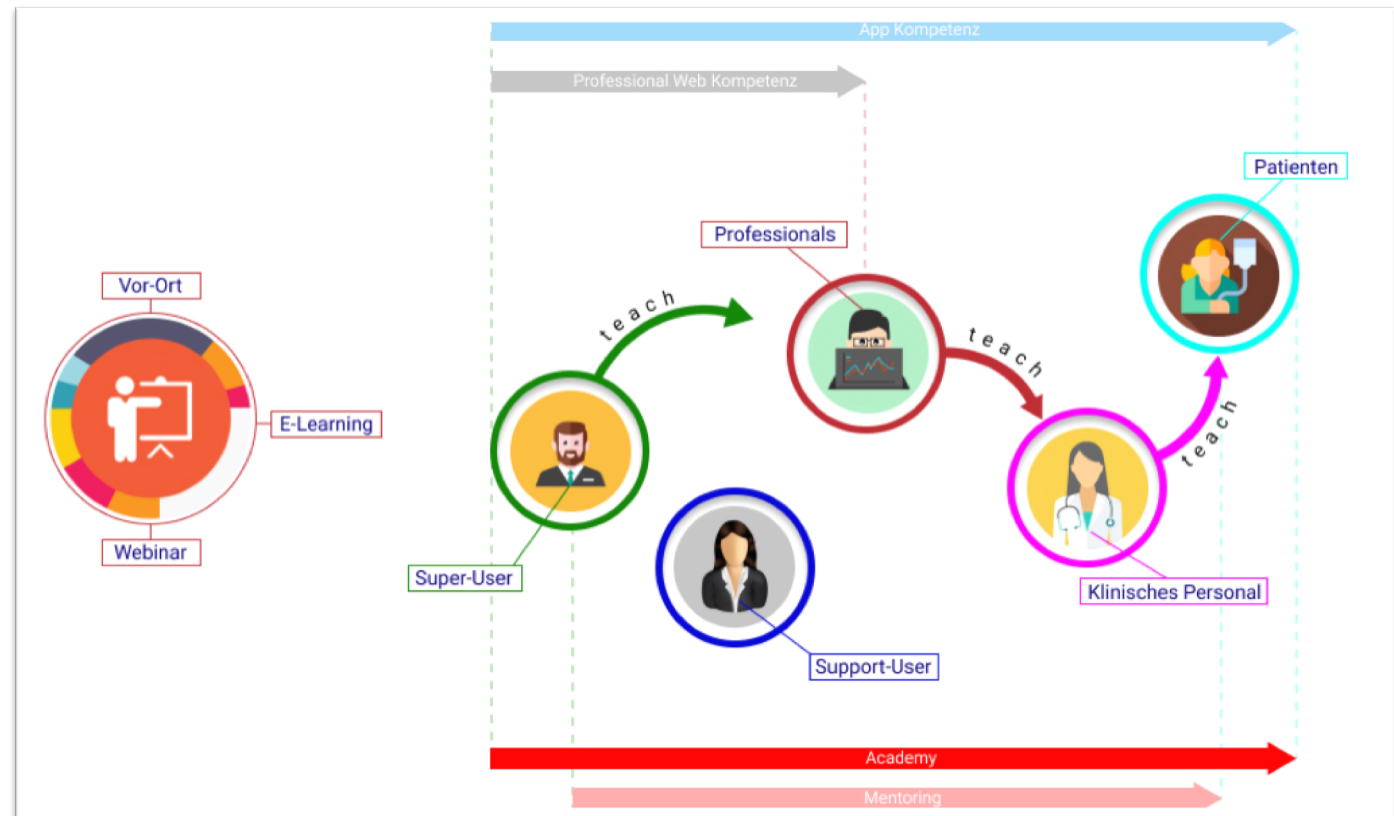 App Kompetenz
Professional Web Kompetenz
Patienten
Professionals
Vor-Ort
teach
teach
E-Learning
teach
Webinar
Super-User
Klinisches Personal
Support-User
Academy
Mentoring